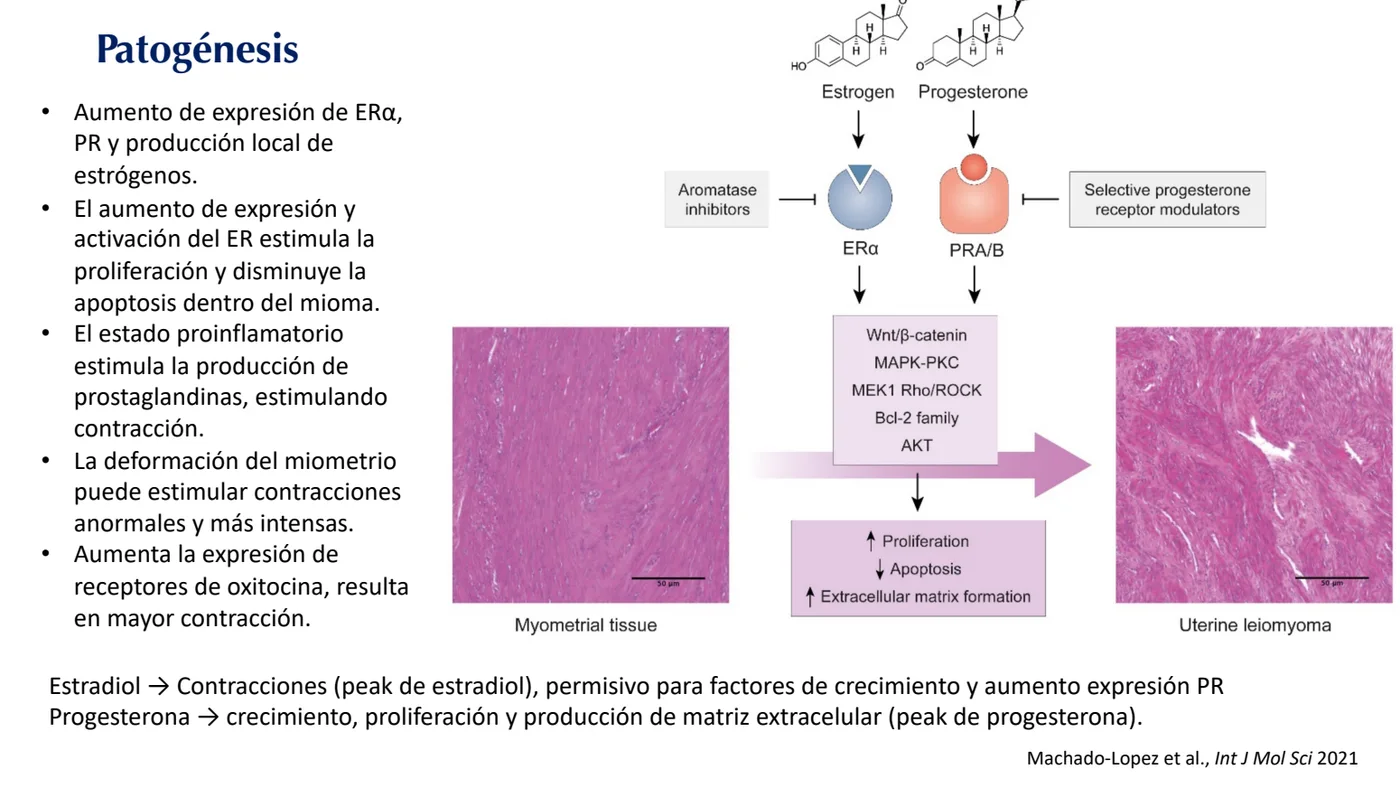 Patogénesis
• Aumento de expresión de ERα,
PR y producción local de
estrógenos.
• El aumento de expresión y
activación del ER estimula la
proliferación y disminuye la
apoptosis dentro del mioma.
• El estado proinflamatorio
estimula la producción de
prostaglandinas, estimulando
contracción.
• La deformación del miometrio
puede estimular contracciones
anormales y más intensas.
• Aumenta la expresión de
receptores de oxitocina, resulta
en mayor contracción.
O
H
H
H
HO
Estrogen
H
H
H
O
Progesterone
Aromatase
inhibitors
Selective progesterone
receptor modulators
ERα
PRA/B
Wnt/β-catenin
MAPK-PKC
MEK1 Rho/ROCK
Bcl-2 family
AKT
↑ Proliferation
↓ Apoptosis
↑ Extracellular matrix formation
50 µm
Myometrial tissue
50 µm
Uterine leiomyoma
Estradiol → Contracciones (peak de estradiol), permisivo para factores de crecimiento y aumento expresión PR
Progesterona → crecimiento, proliferación y producción de matriz extracelular (peak de progesterona).
Machado-Lopez et al., Int J Mol Sci 2021